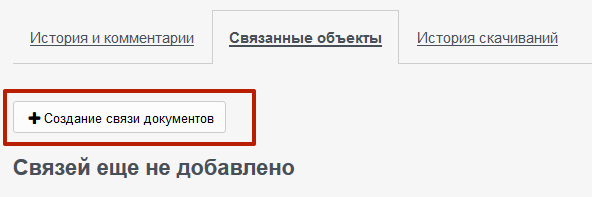 История и комментарии Связанные объекты История скачиваний
Создание связи документов
Связей еще не добавлено